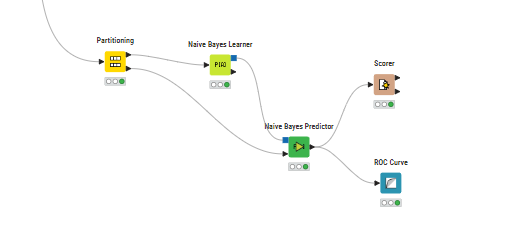 Partitioning
Naive Bayes Learner
Scorer
Naive Bayes Predictor
ROC Curve